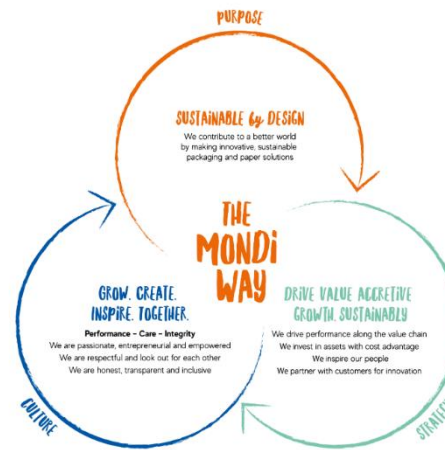 PURPOSE
SUSTAINABLE by DESIGN
We contribute to a better world
by making innovative, sustainable
packaging and paper solutions
THE
MONDi
WAY
GROW. CREATE.
INSPIRE. TOGETHER.
Performance – Care – Integrity
We are passionate, entrepreneurial and empowered
We are respectful and look out for each other
We are honest, transparent and inclusive
CULTURE
DRIVE VALUE ACCRETIVE
GROWTH, SUSTAINABLY
We drive performance along the value chain
We invest in assets with cost advantage
We inspire our people
We partner with customers for innovation